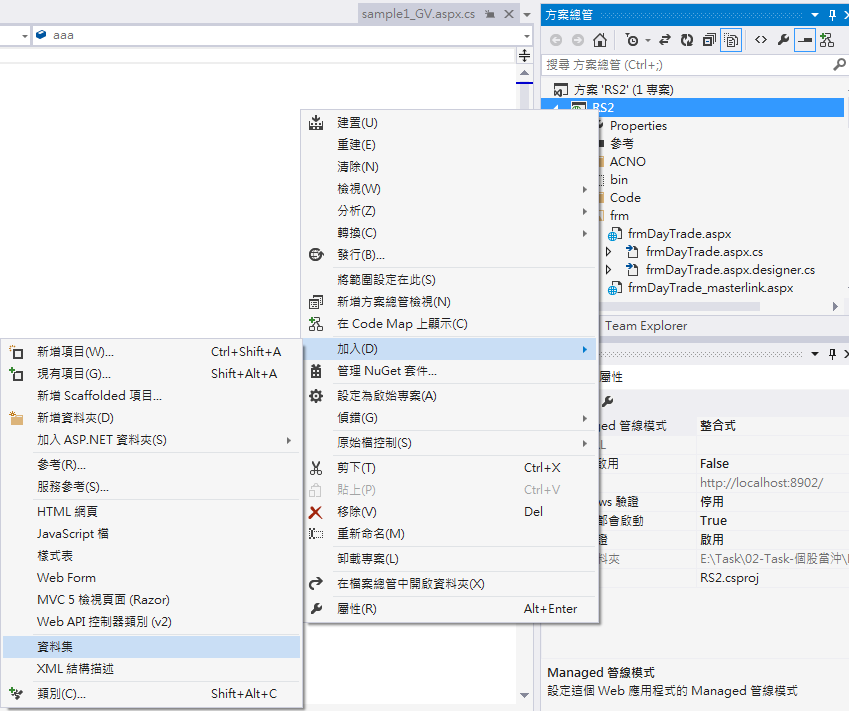 sample1_GV.aspx.cs
aaa
方案總管
搜尋 方案總管 (Ctrl+;)
方案 'RS2' (1 專案)
RS2
Properties
參考
ACNO
bin
Code
frm
frmDayTrade.aspx
frmDayTrade.aspx.cs
frmDayTrade.aspx.designer.cs
frmDayTrade_masterlink.aspx
Team Explorer
建置(U)
重建(E)
清除(N)
檢視(W)
分析(Z)
轉換(C)
發行(B)...
將範圍設定在此(S)
新增方案總管檢視(N)
在 Code Map 上顯示(C)
加入(D)
管理 NuGet 套件...
設定為啟始專案(A)
偵錯(G)
原始檔控制(S)
剪下(T) Ctrl+X
貼上(P) Ctrl+V
移除(V) Del
重新命名(M)
卸載專案(L)
在檔案總管中開啟資料夾(X)
屬性(R) Alt+Enter
新增項目(W)... Ctrl+Shift+A
現有項目(G)... Shift+Alt+A
新增 Scaffolded 項目...
新增資料夾(D)
加入 ASP.NET 資料夾(S)
參考(R)...
服務參考(S)...
HTML 網頁
JavaScript 檔
樣式表
Web Form
MVC 5 檢視頁面 (Razor)
Web API 控制器類別 (v2)
資料集
XML 結構描述
類別(C)... Shift+Alt+C
屬性
ged 管線模式 整合式
L
啟用 False
http://localhost:8902/
ws 驗證 停用
都會啟動 True
證 啟用
料夾 E:\Task\02-Task-個股當沖\
RS2.csproj
Managed 管線模式
設定這個 Web 應用程式的 Managed 管線模式